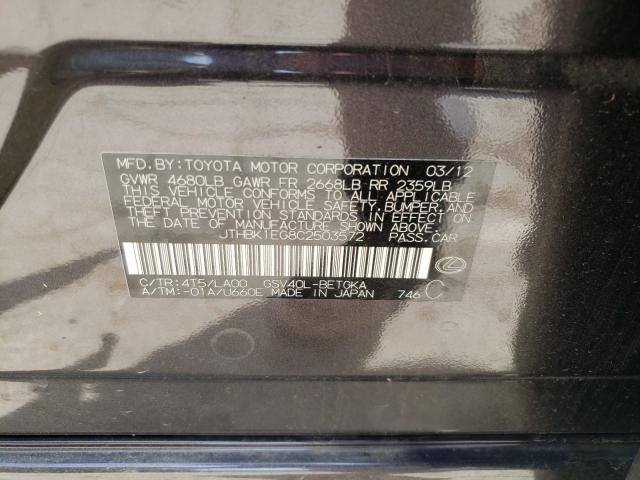 MFD. BY: TOYOTA MOTOR CORPORATION 03/12
GVWR 4680LB GAWR FR 2668LB RR 2359LB
THIS VEHICLE CONFORMS TO ALL APPLICABLE
FEDERAL MOTOR VEHICLE SAFETY, BUMPER, AND
THEFT PREVENTION STANDARDS IN EFFECT ON
THE DATE OF MANUFACTURE SHOWN ABOVE.
JTHBK1EG8C2503572 PASS. CAR
C/TR: 4T5/LA00 GSV40L-BETGKA
A/TM: -01A/U660E MADE IN JAPAN 746 C